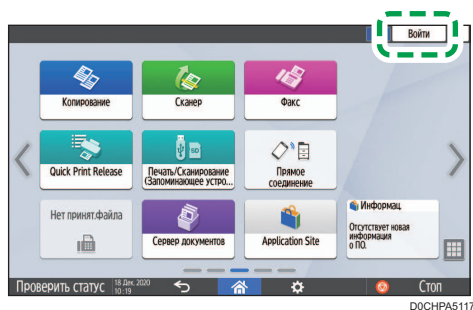 Войти
Копирование
Сканер
Факс
Quick Print Release
Печать/Сканирование
(Запоминающее устро...
Прямое
соединение
Нет принят.файла
Сервер документов
Application Site
Информац.
Отсутствует новая
информация
о ПО.
Проверить статус
18 Дек. 2020
10:19
Стоп
D0CHPA5117